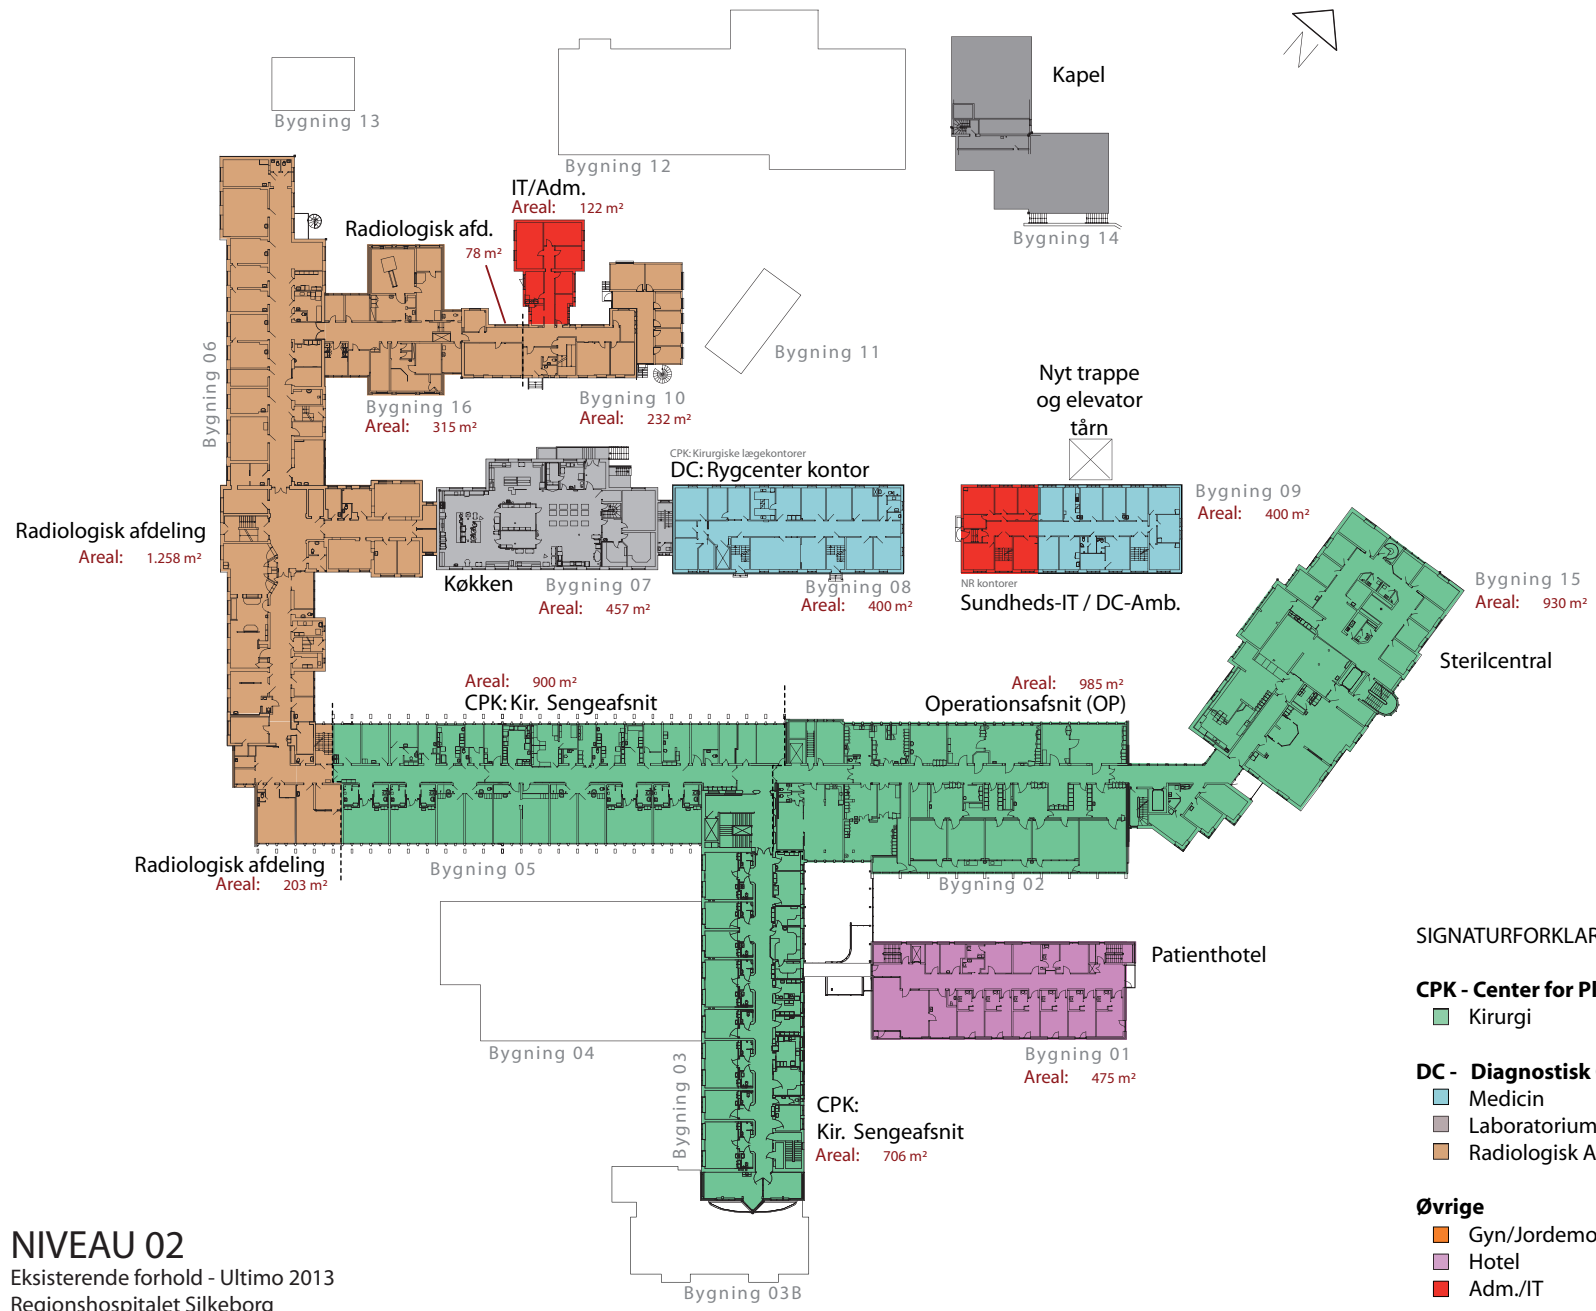 Kapel
Bygning 13
Bygning 12
Bygning 14
IT/Adm.
Areal: 122 m²
Radiologisk afd.
78 m²
Bygning 11
Bygning 06
Bygning 16
Areal: 315 m²
Bygning 10
Areal: 232 m²
Nyt trappe
og elevator
tårn
CPK: Kirurgiske lægekontorer
DC: Rygcenter kontor
Bygning 09
Areal: 400 m²
Radiologisk afdeling
Areal: 1.258 m²
Køkken
Bygning 07
Areal: 457 m²
Bygning 08
Areal: 400 m²
NR kontorer
Sundheds-IT / DC-Amb.
Bygning 15
Areal: 930 m²
Sterilcentral
Areal: 900 m²
CPK: Kir. Sengeafsnit
Areal: 985 m²
Operationsafsnit (OP)
Radiologisk afdeling
Areal: 203 m²
Bygning 05
Bygning 02
Patienthotel
Bygning 04
Bygning 03
Bygning 01
Areal: 475 m²
CPK:
Kir. Sengeafsnit
Areal: 706 m²
Bygning 03B
SIGNATURFORKLAR
CPK - Center for Pl
Kirurgi
DC - Diagnostisk
Medicin
Laboratorium
Radiologisk A
Øvrige
Gyn/Jordemo
Hotel
Adm./IT
NIVEAU 02
Eksisterende forhold - Ultimo 2013
Regionshospitalet Silkeborg